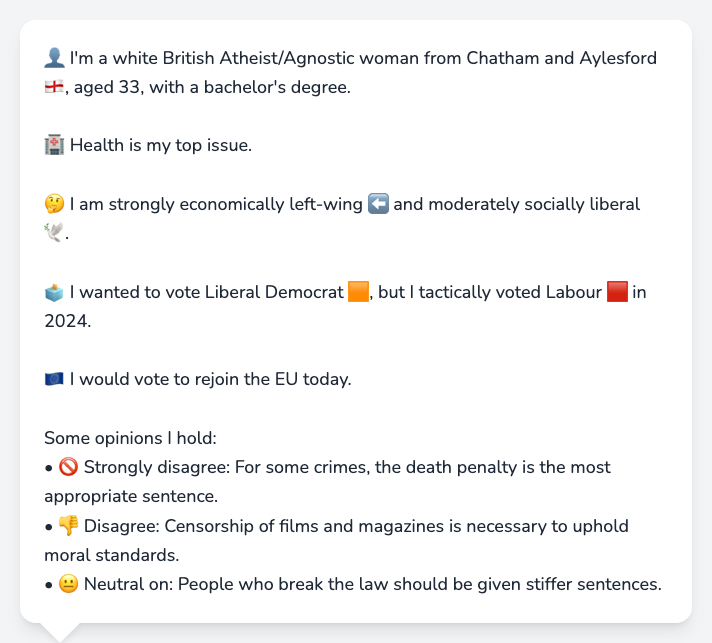 👤 I'm a white British Atheist/Agnostic woman from Chatham and Aylesford
🏴󠁧󠁢󠁥󠁮󠁧󠁿, aged 33, with a bachelor's degree.
🏥 Health is my top issue.
🤔 I am strongly economically left-wing ⬅️ and moderately socially liberal
🕊️.
🗳️ I wanted to vote Liberal Democrat 🟧, but I tactically voted Labour 🟥 in
2024.
🇪🇺 I would vote to rejoin the EU today.
Some opinions I hold:
• 🚫 Strongly disagree: For some crimes, the death penalty is the most
appropriate sentence.
• 👎 Disagree: Censorship of films and magazines is necessary to uphold
moral standards.
• 😐 Neutral on: People who break the law should be given stiffer sentences.